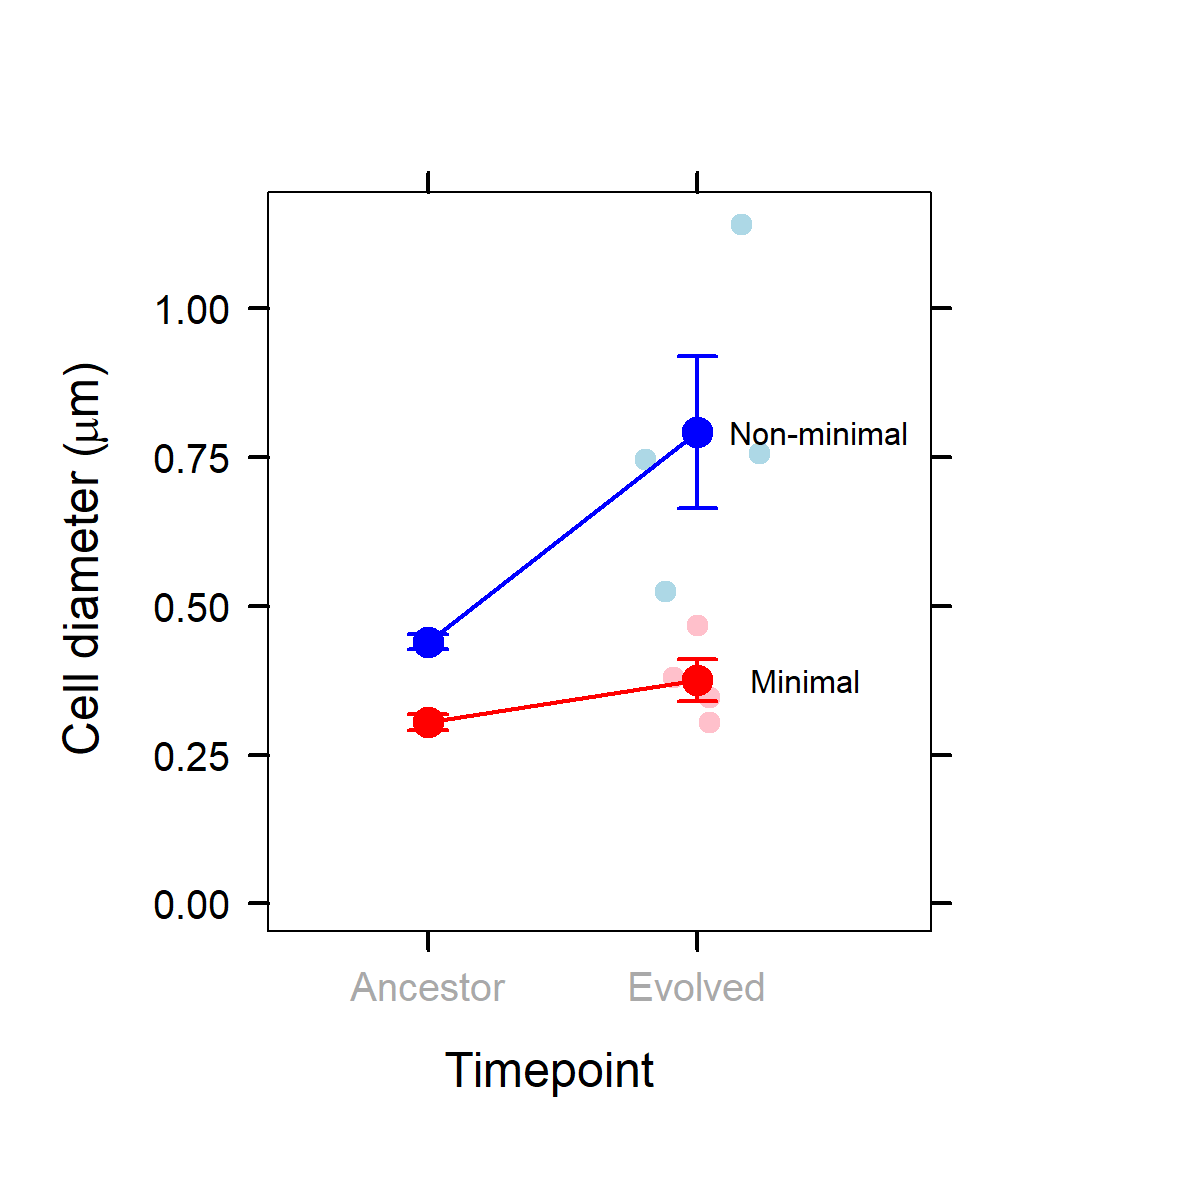 1.00
0.75
0.50
0.25
0.00
Cell diameter (μm)
Non-minimal
Minimal
Ancestor
Evolved
Timepoint